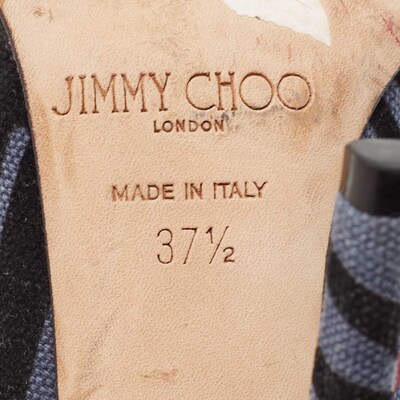 JIMMY CHOO
LONDON
MADE IN ITALY
37½